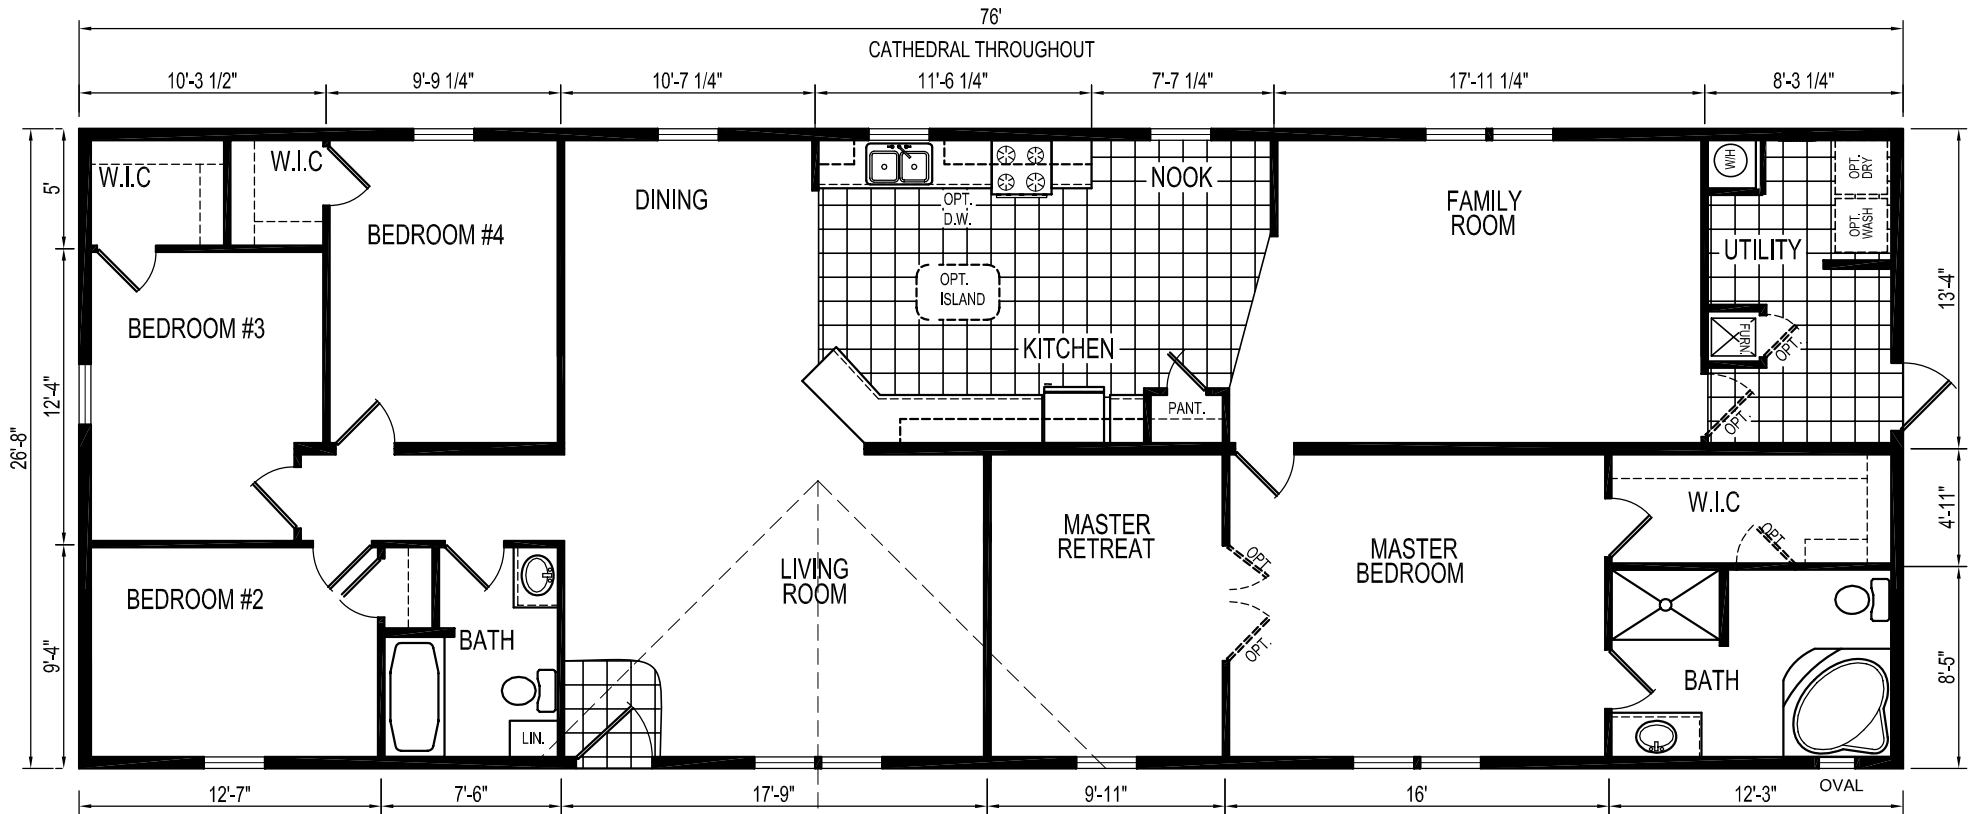 76'
CATHEDRAL THROUGHOUT
10'-3 1/2"
9'-9 1/4"
10'-7 1/4"
11'-6 1/4"
7'-7 1/4"
17'-11 1/4"
8'-3 1/4"
26'-8"
5'
12'-4"
9'-4"
W.I.C
W.I.C
BEDROOM #4
BEDROOM #3
DINING
OPT.
D.W.
OPT.
ISLAND
NOOK
KITCHEN
PANT.
FAMILY
ROOM
W/H
OPT.
DRY
OPT.
WASH
UTILITY
FURN.
OPT.
OPT.
13'-4"
4'-11"
8'-5"
BEDROOM #2
BATH
LIN.
LIVING
ROOM
MASTER
RETREAT
OPT.
OPT.
MASTER
BEDROOM
W.I.C
OPT.
BATH
OVAL
12'-7"
7'-6"
17'-9"
9'-11"
16'
12'-3"